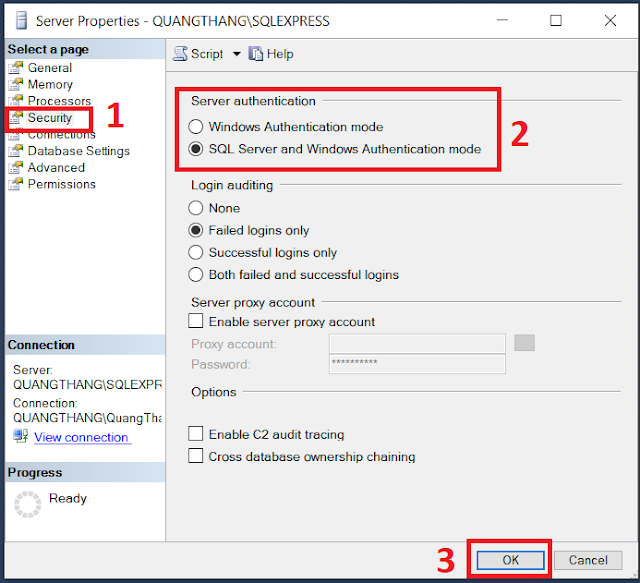 Server Properties - QUANGTHANG\SQLEXPRESS
Select a page
General
Memory
Processors
Security
Connections
Database Settings
Advanced
Permissions
1
Script
Help
Server authentication
Windows Authentication mode
SQL Server and Windows Authentication mode
2
Login auditing
None
Failed logins only
Successful logins only
Both failed and successful logins
Server proxy account
Enable server proxy account
Proxy account:
Password: **********
Options
Enable C2 audit tracing
Cross database ownership chaining
Connection
Server:
QUANGTHANG\SQLEXPR
Connection:
QUANGTHANG\QuangTha
View connection
Progress
Ready
3
OK
Cancel